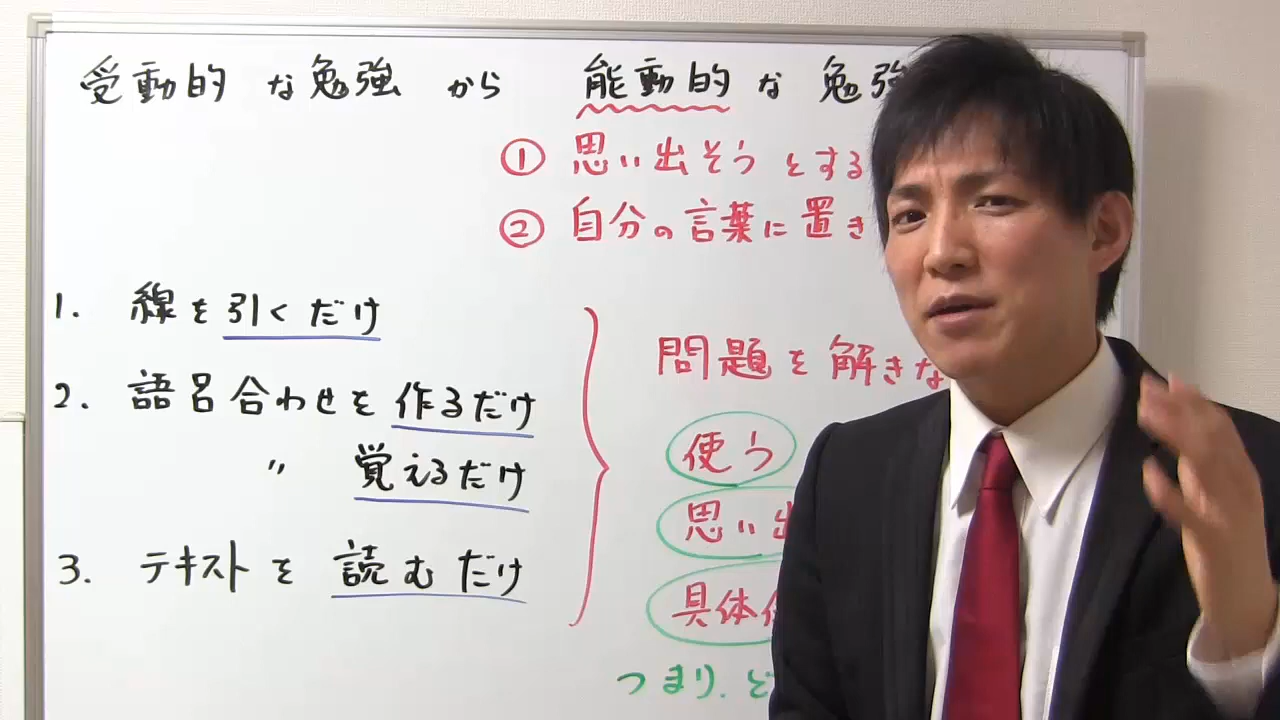 受動的な勉強から 能動的な勉強
① 思い出そうとする
② 自分の言葉に置き
1. 線を引くだけ
2. 語呂合わせを作るだけ
〃 覚えるだけ
3. テキストを読むだけ
問題を解きな
使う
思い出
具体
つまり、ど